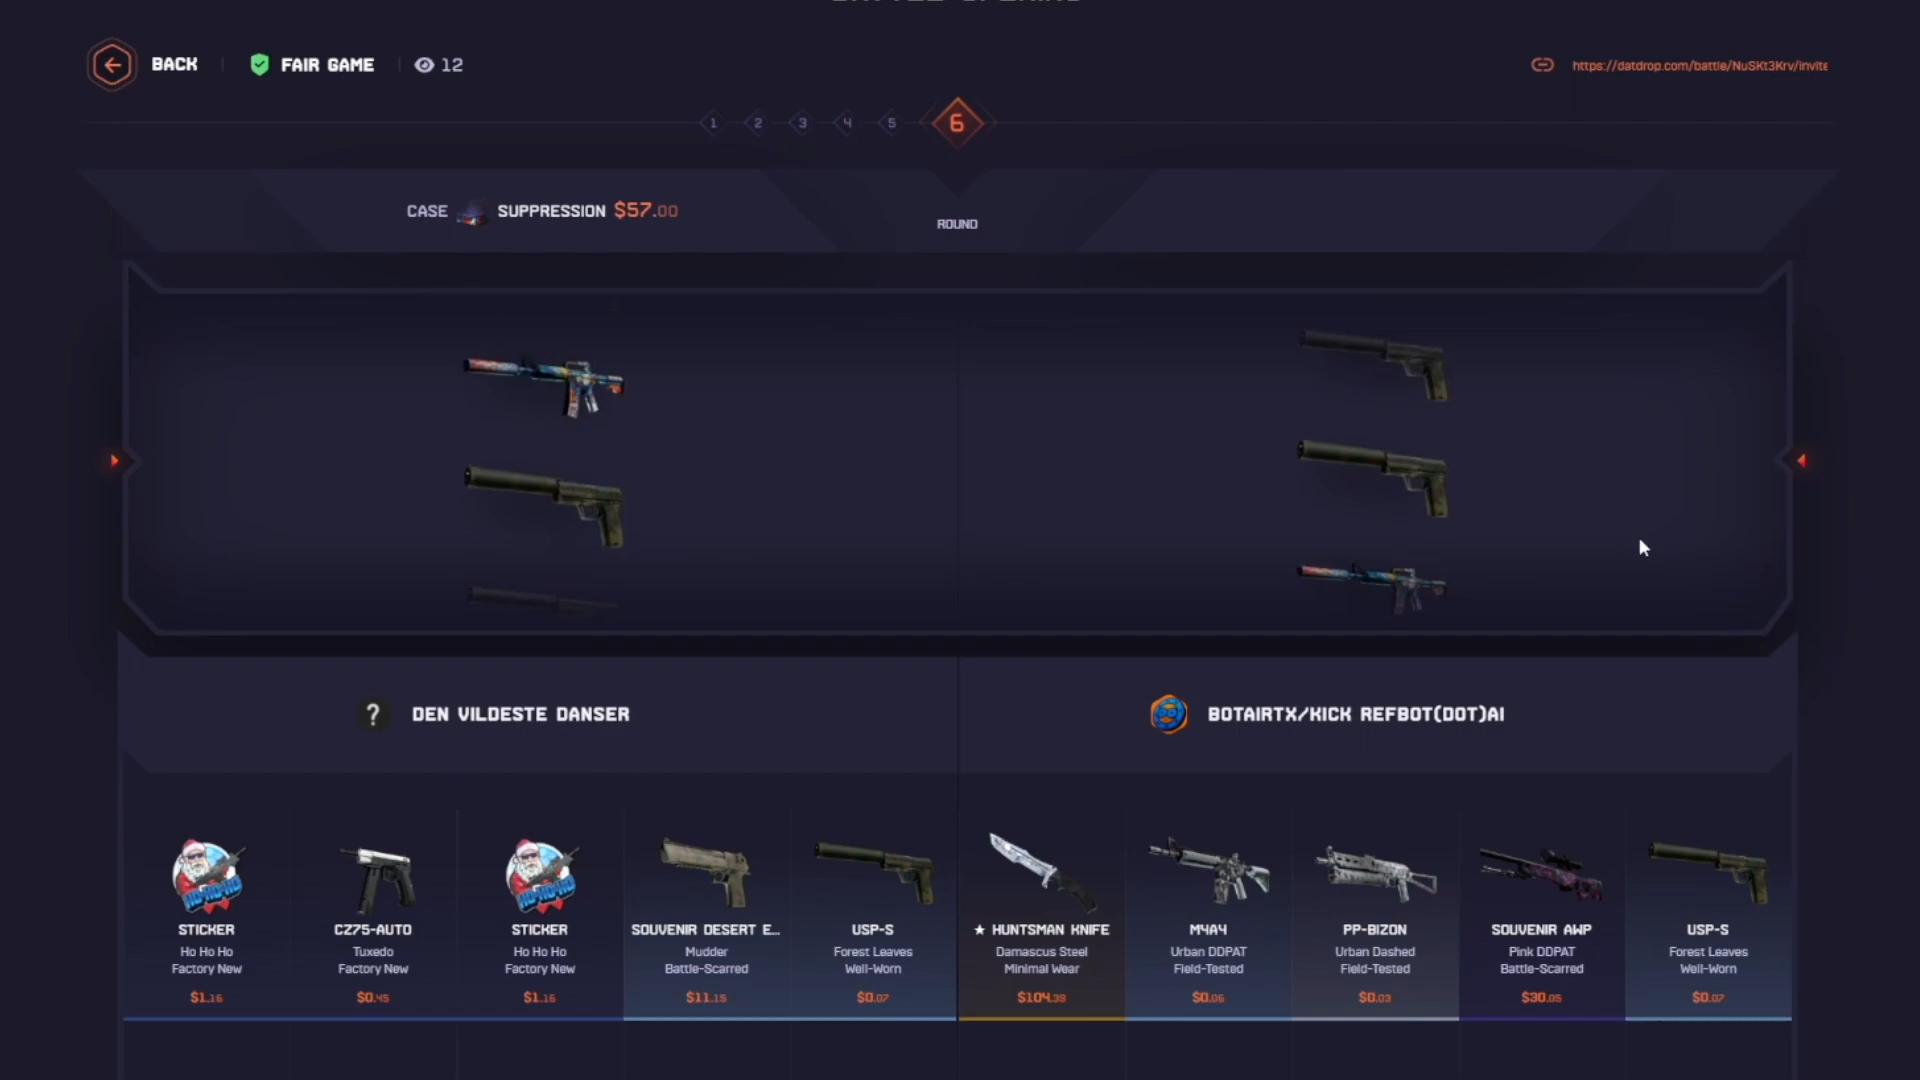 BACK
FAIR GAME
12
https://datdrop.com/battle/NuSKt3Krv/invite
1
2
3
4
5
6
CASE SUPPRESSION $57.00
ROUND
?
DEN VILDESTE DANSER
BOTAIRTX/KICK REFBOT(DOT)AI
STICKER
Ho Ho Ho
Factory New
$1.16
CZ75-AUTO
Tuxedo
Factory New
$0.45
STICKER
Ho Ho Ho
Factory New
$1.16
SOUVENIR DESERT E...
Mudder
Battle-Scarred
$11.15
USP-S
Forest Leaves
Well-Worn
$0.07
★ HUNTSMAN KNIFE
Damascus Steel
Minimal Wear
$104.39
M4A4
Urban DDPAT
Field-Tested
$0.06
PP-BIZON
Urban Dashed
Field-Tested
$0.03
SOUVENIR AWP
Pink DDPAT
Battle-Scarred
$30.05
USP-S
Forest Leaves
Well-Worn
$0.07